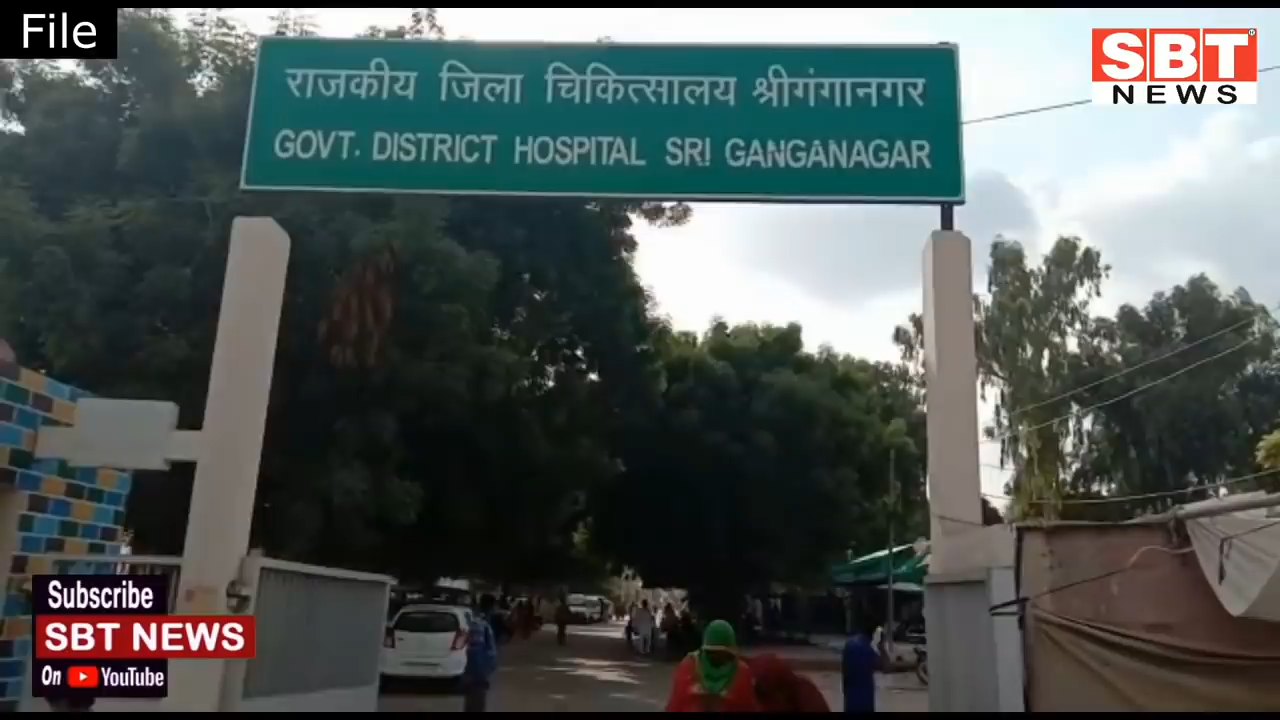 File
SBT
NEWS
राजकीय जिला चिकित्सालय श्रीगंगानगर
GOVT. DISTRICT HOSPITAL SRI GANGANAGAR
Subscribe
SBT NEWS
On YouTube